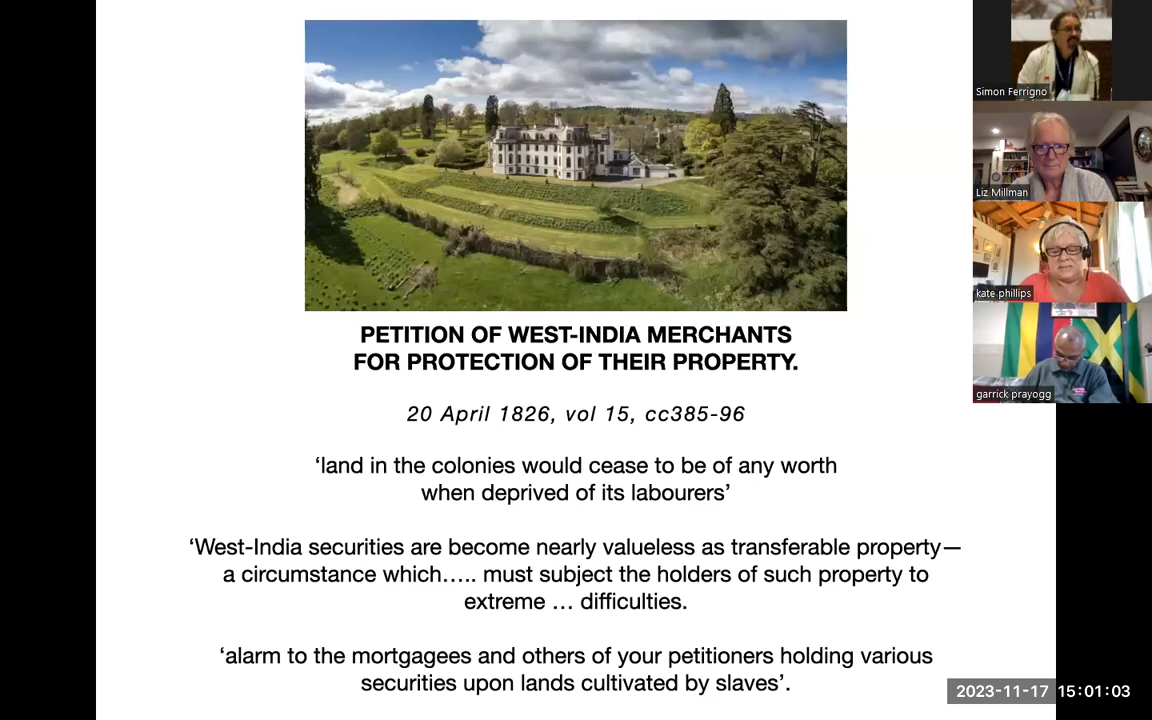 PETITION OF WEST-INDIA MERCHANTS
FOR PROTECTION OF THEIR PROPERTY.
20 April 1826, vol 15, cc385-96
‘land in the colonies would cease to be of any worth
when deprived of its labourers’
‘West-India securities are become nearly valueless as transferable property—
a circumstance which….. must subject the holders of such property to
extreme … difficulties.
‘alarm to the mortgagees and others of your petitioners holding various
securities upon lands cultivated by slaves’.
Simon Ferrigno
Liz Millman
kate phillips
garrick prayogg
2023-11-17 15:01:03